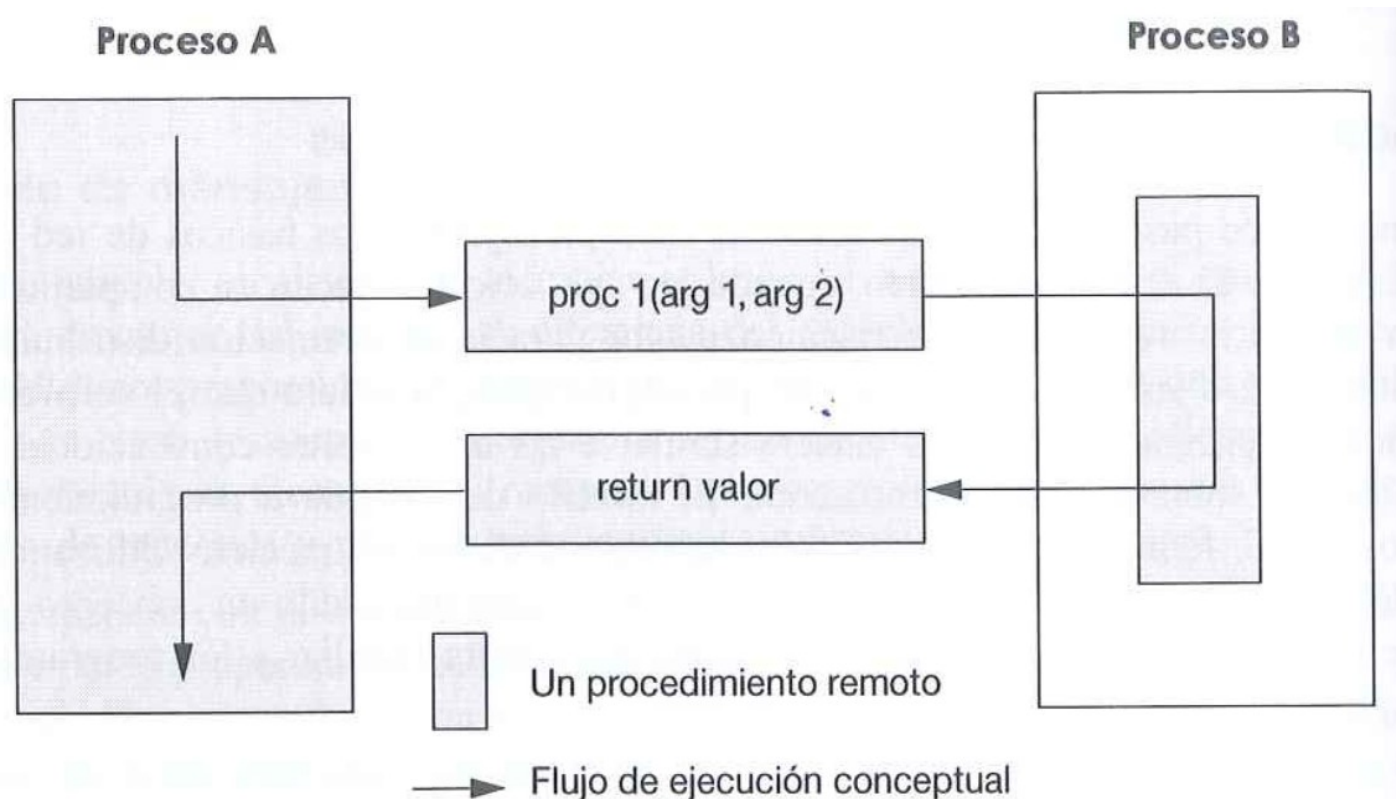 Proceso A
Proceso B
proc 1(arg 1, arg 2)
return valor
Un procedimiento remoto
Flujo de ejecución conceptual